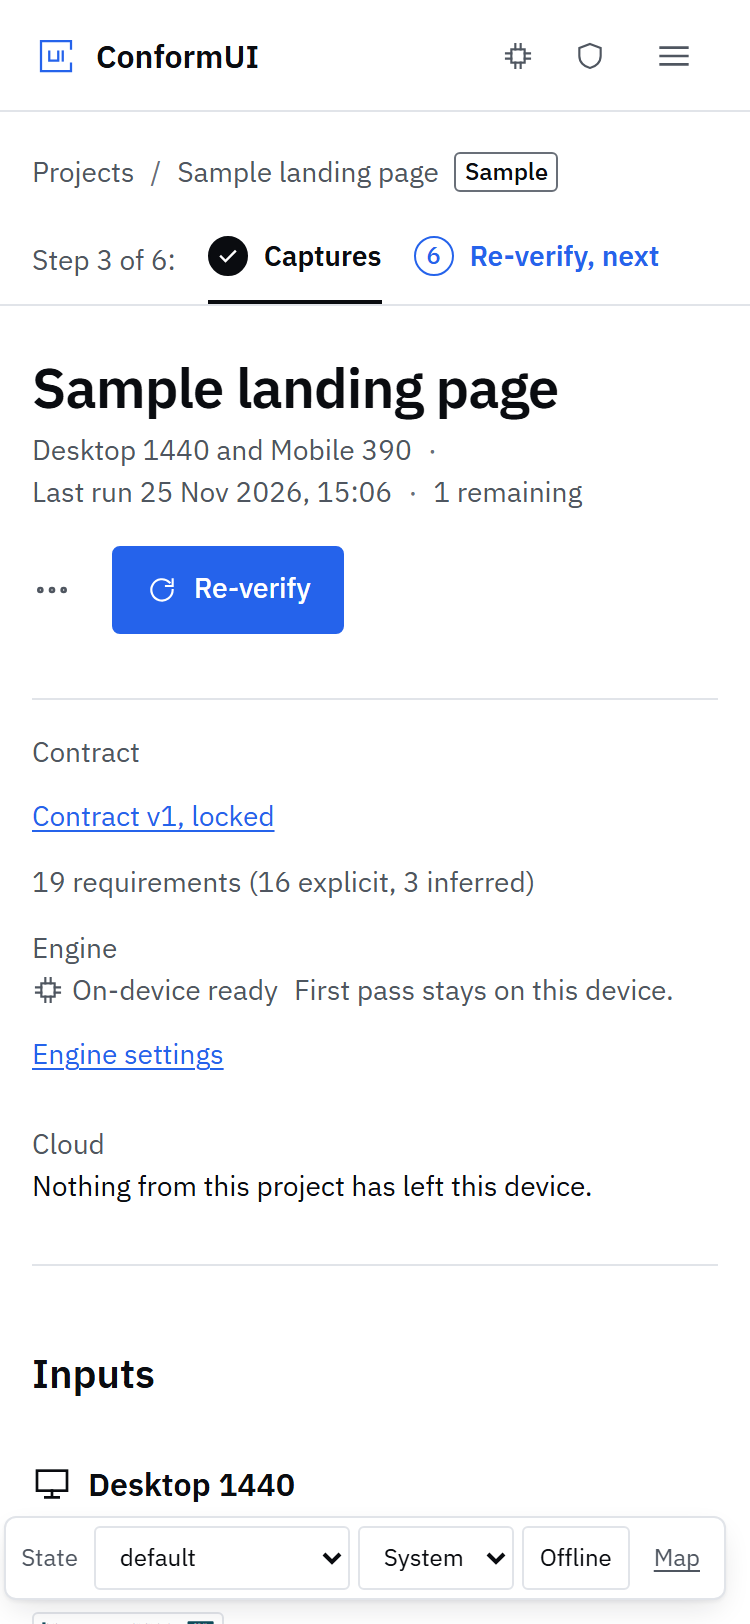 ConformUI
Projects / Sample landing page Sample
Step 3 of 6: Captures 6 Re-verify, next
Sample landing page
Desktop 1440 and Mobile 390 ·
Last run 25 Nov 2026, 15:06 · 1 remaining
Re-verify
Contract
Contract v1, locked
19 requirements (16 explicit, 3 inferred)
Engine
On-device ready First pass stays on this device.
Engine settings
Cloud
Nothing from this project has left this device.
Inputs
Desktop 1440
State default System Offline Map